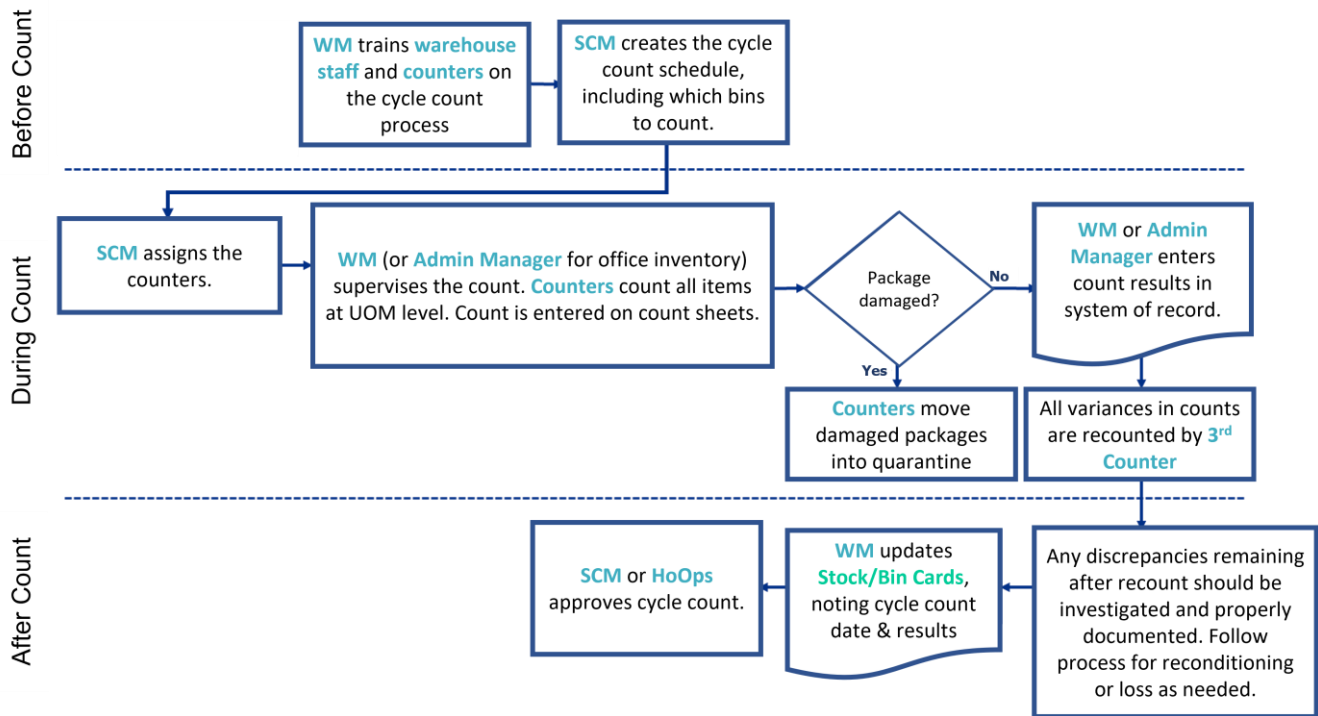 Before Count
WM trains warehouse
staff and counters on
the cycle count
process
SCM creates the
cycle count schedule,
including which bins
to count.
During Count
SCM assigns the
counters.
WM (or Admin Manager for office inventory)
supervises the count. Counters count all items
at UOM level. Count is entered on count sheets.
Package
damaged?
No
Yes
WM or Admin
Manager enters
count results in
system of record.
Counters move
damaged packages
into quarantine
All variances in counts
are recounted by 3rd
Counter
After Count
Any discrepancies remaining
after recount should be
investigated and properly
documented. Follow
process for reconditioning
or loss as needed.
WM updates
Stock/Bin Cards,
noting cycle count
date & results
SCM or HoOps
approves cycle count.